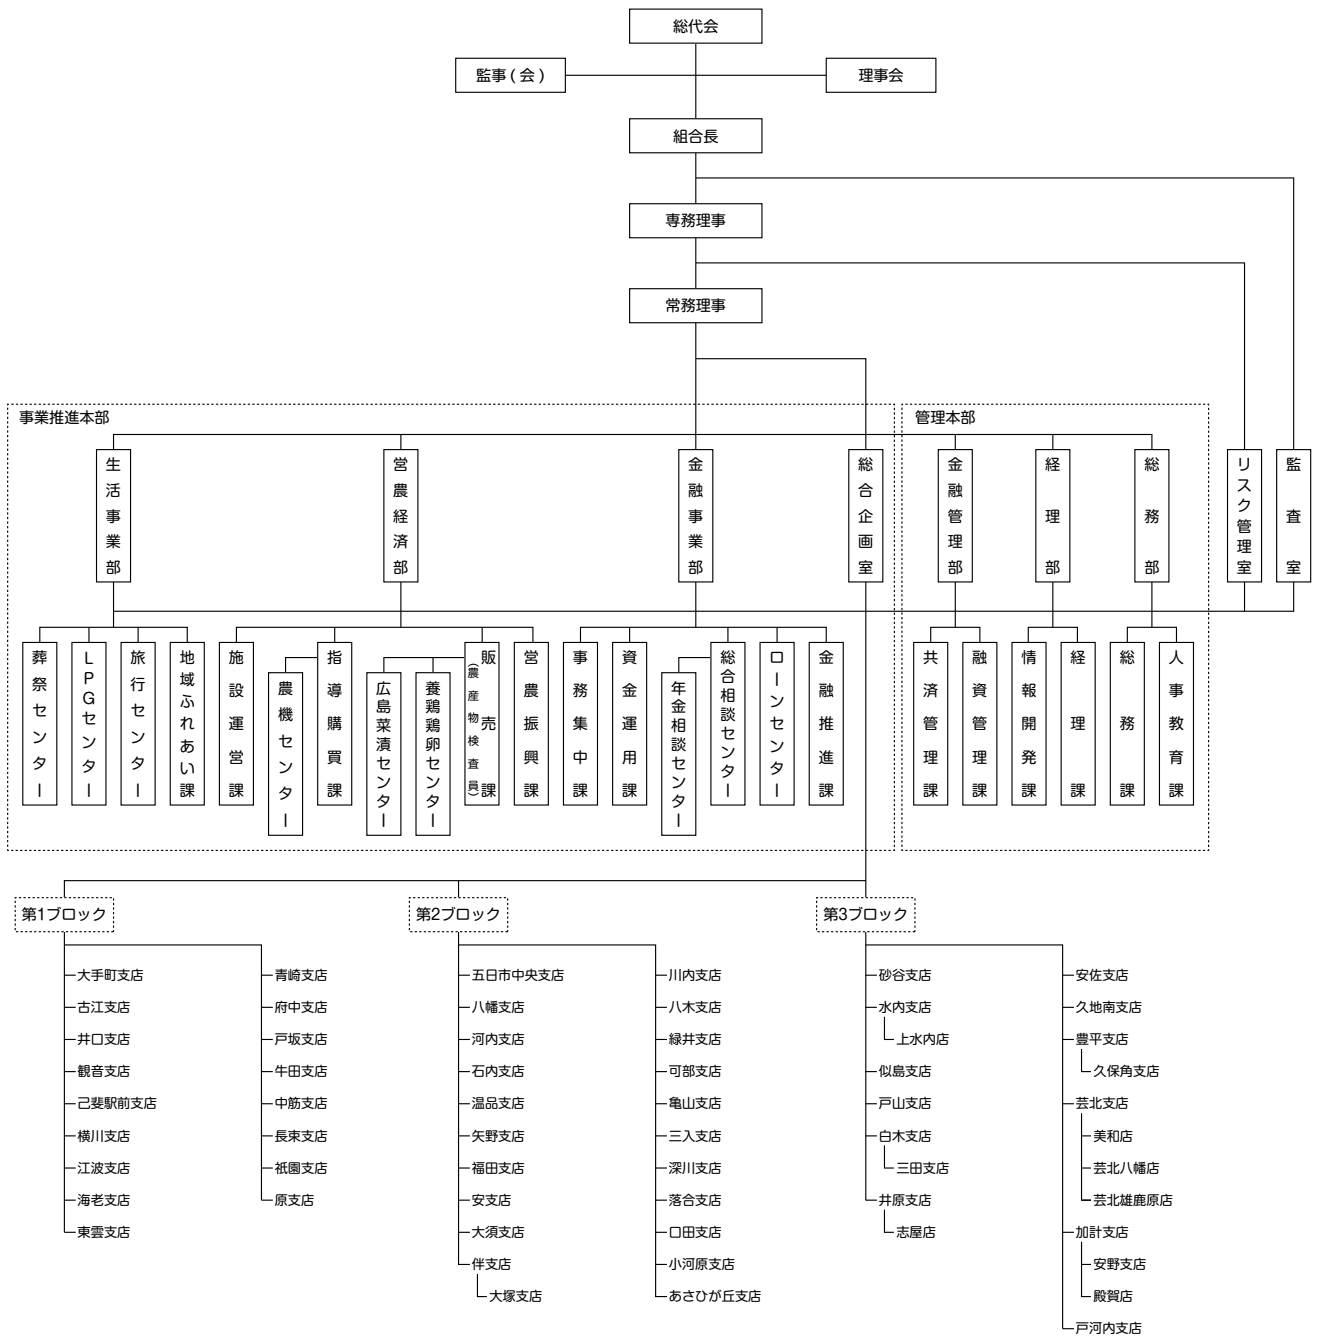 総代会
監事(会)
理事会
組合長
専務理事
常務理事
事業推進本部
管理本部
生活事業部
営農経済部
金融事業部
総合企画室
金融管理部
経理部
総務部
リスク管理室
監査室
葬祭センター
LPGセンター
旅行センター
地域ふれあい課
施設運営課
農機センター
指導購買課
広島菜漬センター
養鶏鶏卵センター
販売課
(農産物検査員)
営農振興課
事務集中課
資金運用課
年金相談センター
総合相談センター
ローンセンター
金融推進課
共済管理課
融資管理課
情報開発課
経理課
総務課
人事教育課
第1ブロック
大手町支店
古江支店
井口支店
観音支店
己斐駅前支店
横川支店
江波支店
海老支店
東雲支店
青崎支店
府中支店
戸坂支店
牛田支店
中筋支店
長束支店
祇園支店
原支店
第2ブロック
五日市中央支店
八幡支店
河内支店
石内支店
温品支店
矢野支店
福田支店
安支店
大須支店
伴支店
大塚支店
川内支店
八木支店
緑井支店
可部支店
亀山支店
三入支店
深川支店
落合支店
口田支店
小河原支店
あさひが丘支店
第3ブロック
砂谷支店
水内支店
上水内店
似島支店
戸山支店
白木支店
三田支店
井原支店
志屋店
安佐支店
久地南支店
豊平支店
久保角支店
芸北支店
美和店
芸北八幡店
芸北雄鹿原店
加計支店
安野支店
殿賀店
戸河内支店